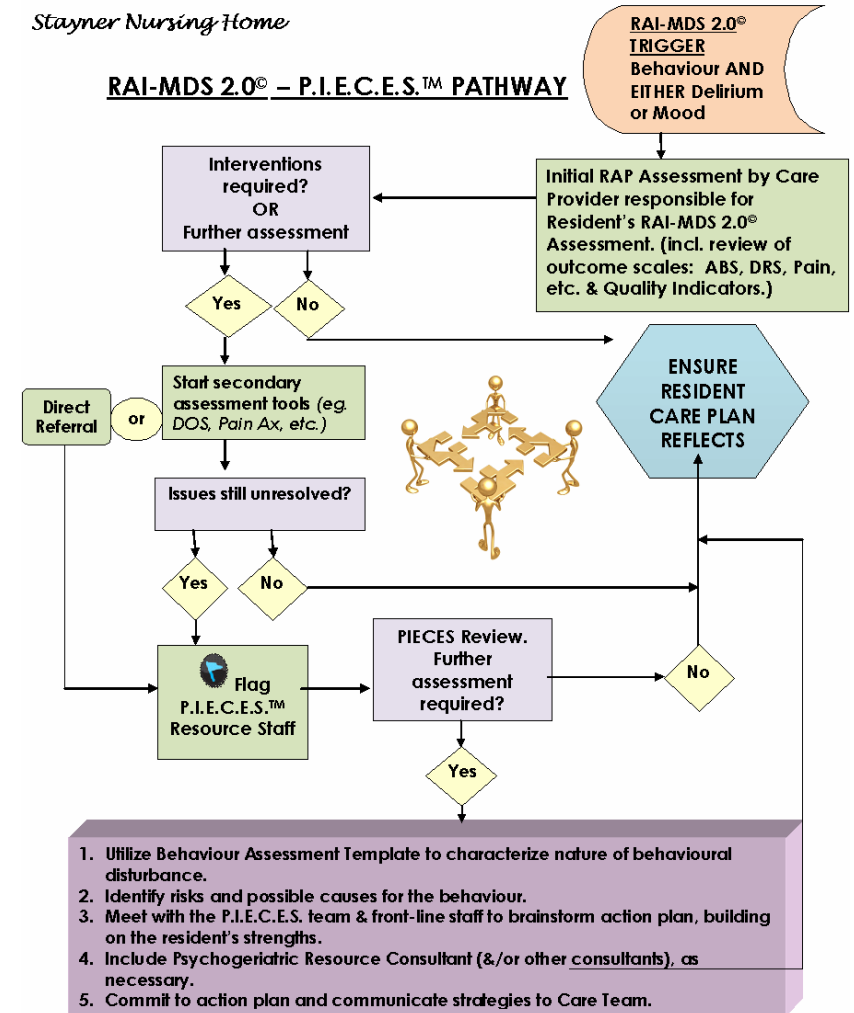 Stayner Nursing Home
RAI-MDS 2.0© – P.I.E.C.E.S.™ PATHWAY
RAI-MDS 2.0©
TRIGGER
Behaviour AND
EITHER Delirium
or Mood
Initial RAP Assessment by Care
Provider responsible for
Resident's RAI-MDS 2.0©
Assessment. (incl. review of
outcome scales: ABS, DRS, Pain,
etc. & Quality Indicators.)
Interventions
required?
OR
Further assessment
Yes
No
ENSURE
RESIDENT
CARE PLAN
REFLECTS
Direct
Referral
or
Start secondary
assessment tools (eg.
DOS, Pain Ax, etc.)
Issues still unresolved?
Yes
No
Flag
P.I.E.C.E.S.™
Resource Staff
PIECES Review.
Further
assessment
required?
No
Yes
1. Utilize Behaviour Assessment Template to characterize nature of behavioural
disturbance.
2. Identify risks and possible causes for the behaviour.
3. Meet with the P.I.E.C.E.S. team & front-line staff to brainstorm action plan, building
on the resident's strengths.
4. Include Psychogeriatric Resource Consultant (&/or other consultants), as
necessary.
5. Commit to action plan and communicate strategies to Care Team.